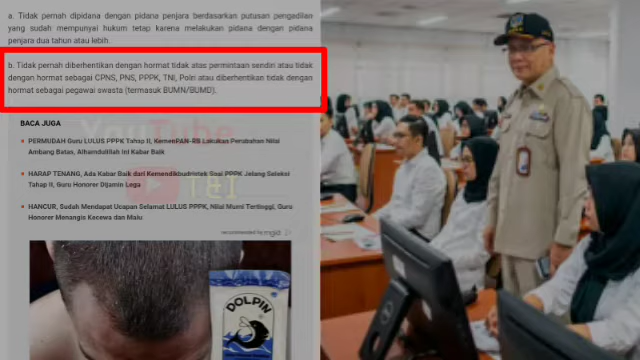 a. Tidak pernah dipidana dengan pidana penjara berdasarkan putusan pengadilan
yang sudah mempunyai hukum tetap karena melakukan pidana dengan pidana
penjara dua tahun atau lebih.
b. Tidak pernah diberhentikan dengan hormat tidak atas permintaan sendiri atau tidak
dengan hormat sebagai CPNS, PNS, PPPK, TNI, Polri atau diberhentikan tidak dengan
hormat sebagai pegawai swasta (termasuk BUMN/BUMD).
BACA JUGA
YouTube
PERMUDAH Guru LULUS PPPK Tahap II, KemenPAN-RB Lakukan Perubahan Nilai
Ambang Batas, Alhamdulillah Ini Kabar Baik
HARAP TENANG, Ada Kabar Baik dari Kemendikbudristek Soal PPPK Jelang Seleksi
Tahap II, Guru Honorer Dijamin Lega
HANCUR, Sudah Mendapat Ucapan Selamat LULUS PPPK, Nilai Murni Tertinggi, Guru
Honorer Menangis Kecewa dan Malu
recommended by mgid
DOLPIN